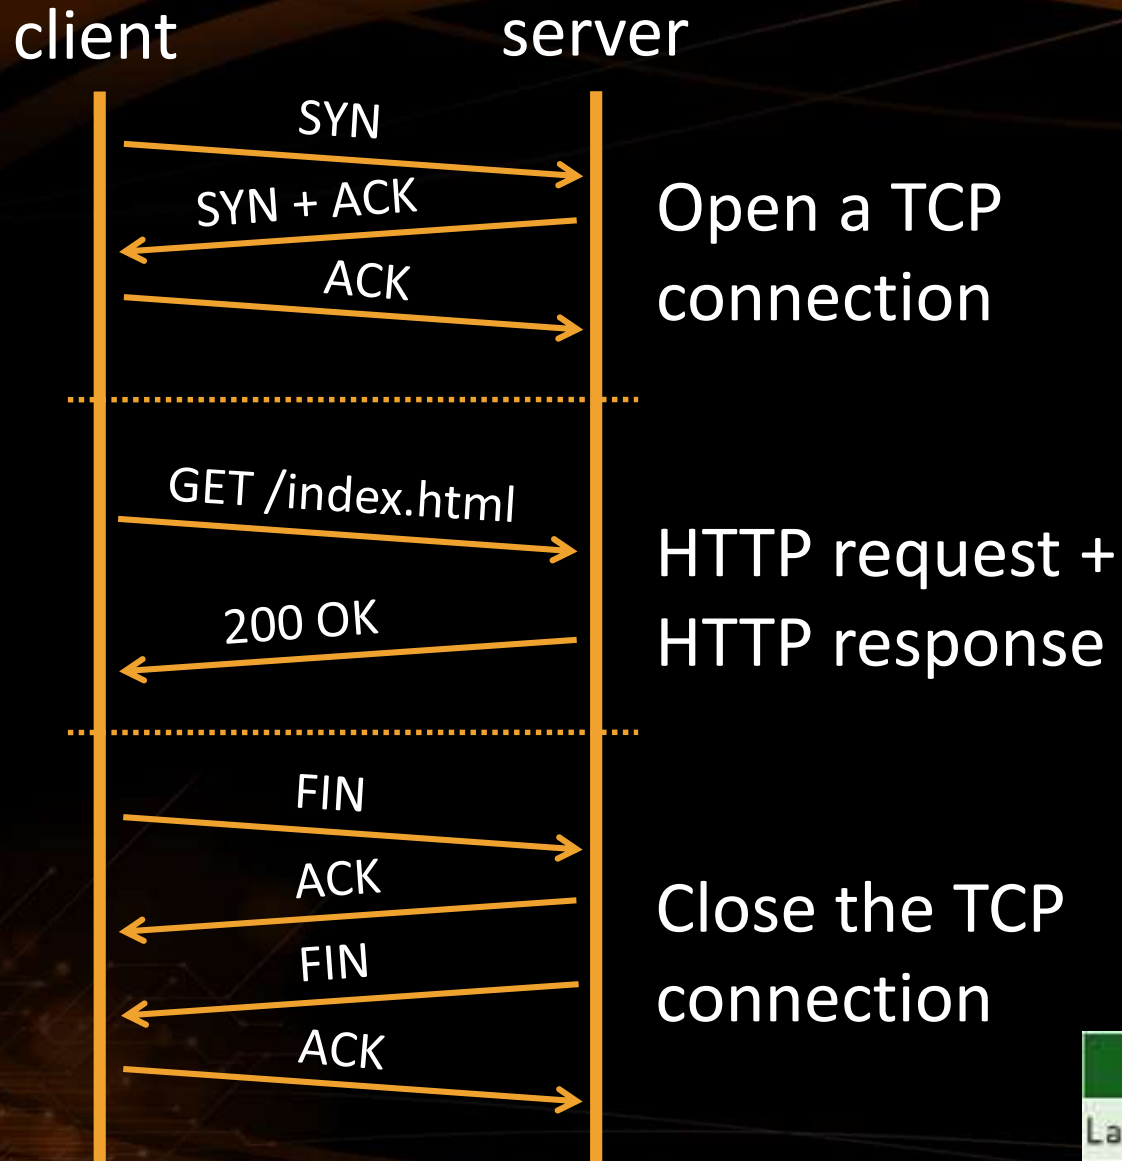 client
server
SYN
SYN + ACK
ACK
Open a TCP
connection
GET /index.html
200 OK
HTTP request +
HTTP response
FIN
ACK
FIN
ACK
Close the TCP
connection